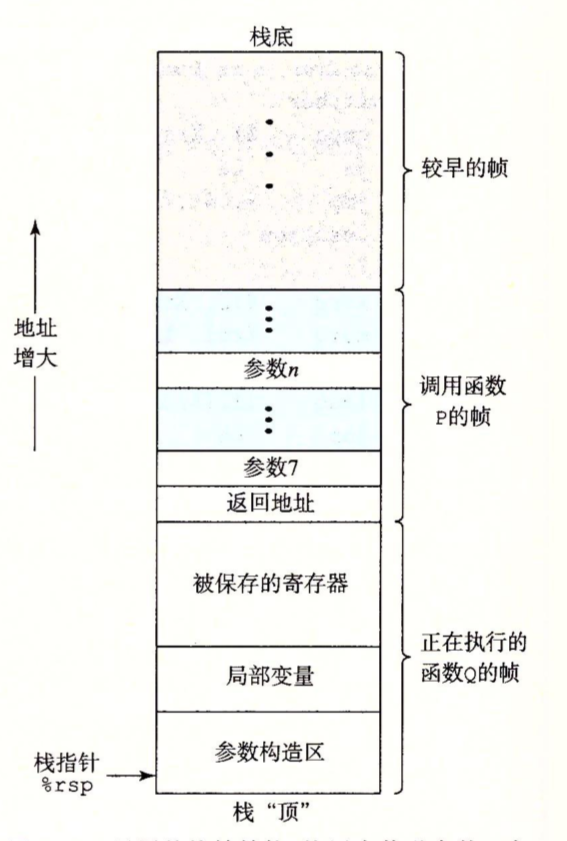 栈底
较早的帧
地址
增大
参数n
调用函数
P的帧
参数7
返回地址
被保存的寄存器
正在执行的
函数Q的帧
局部变量
参数构造区
栈指针
%rsp
栈“顶”